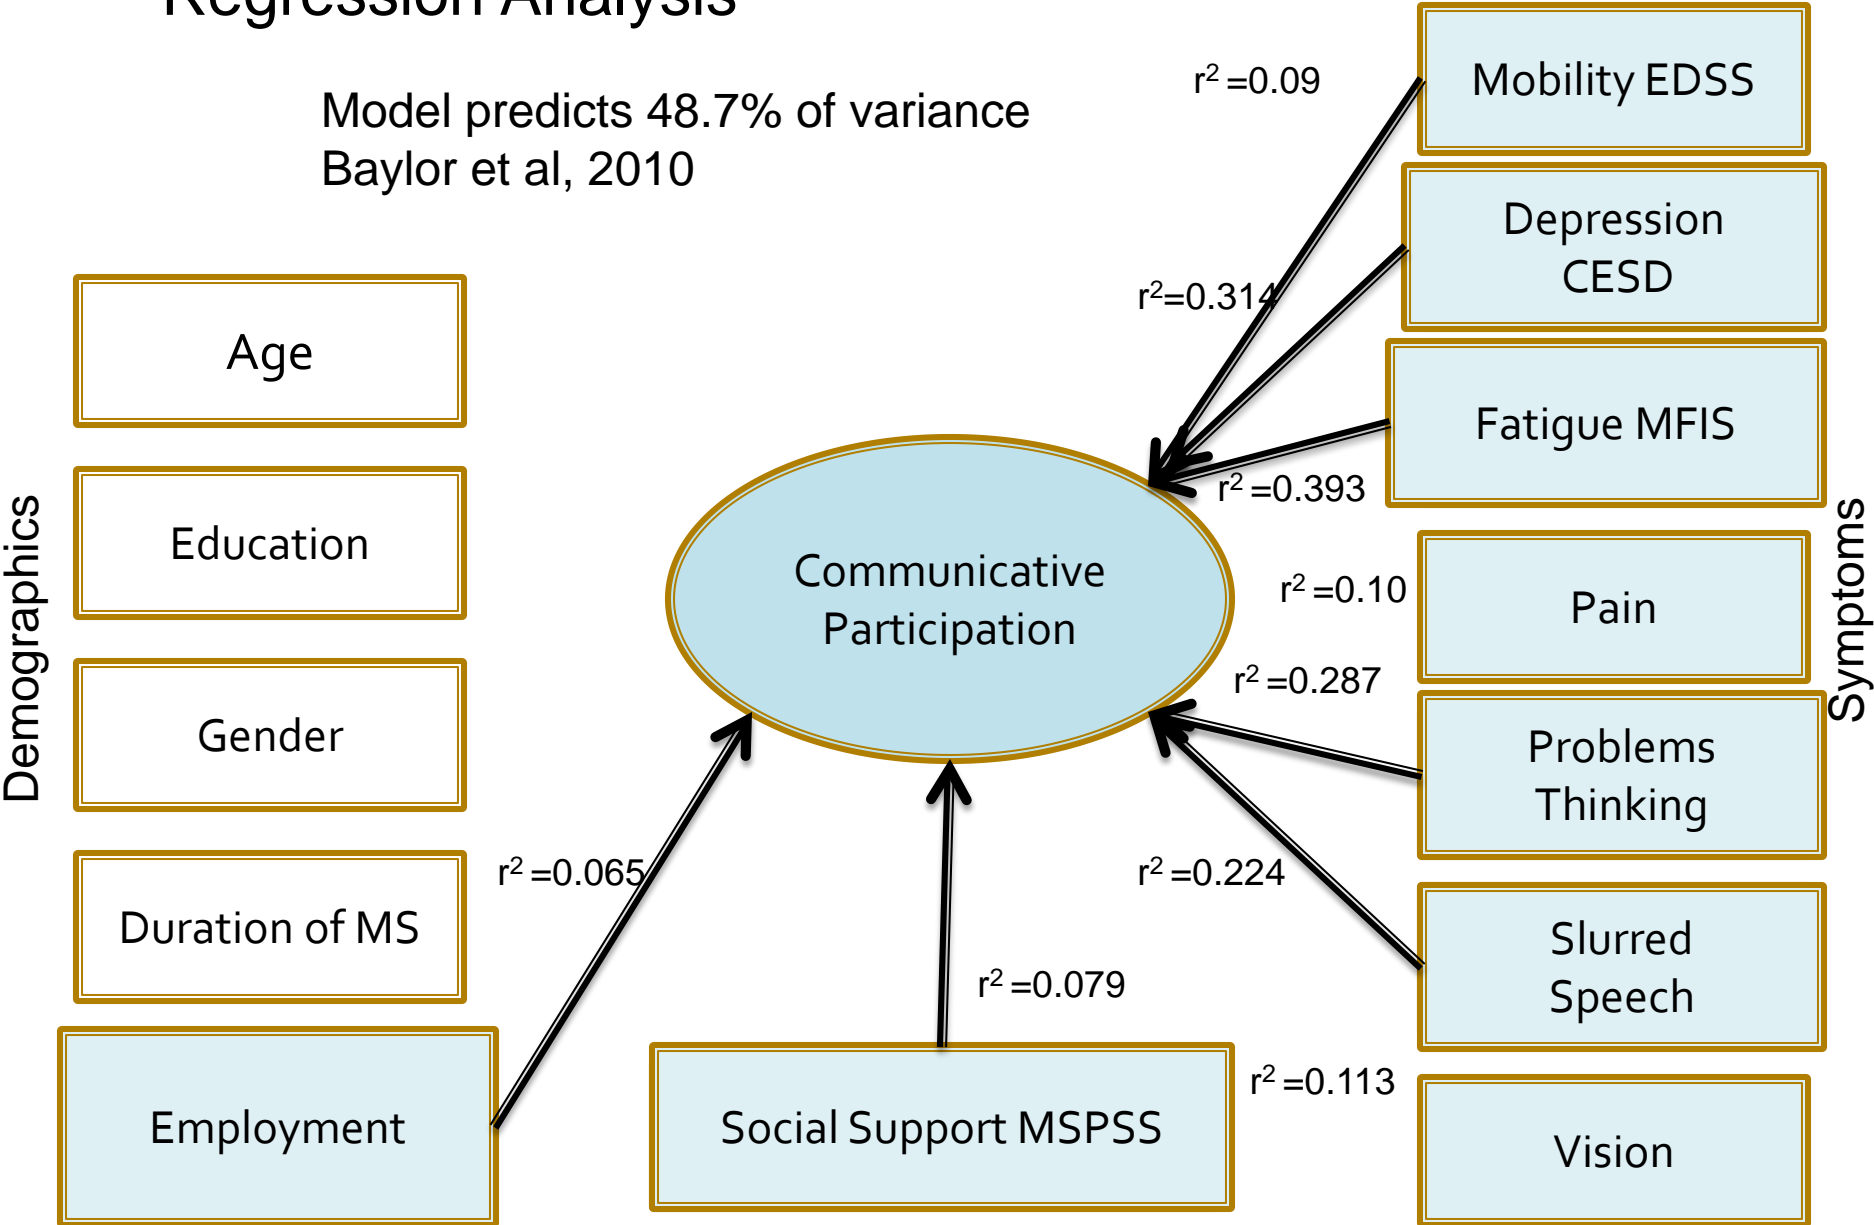 Regression Analysis
Model predicts 48.7% of variance
Baylor et al, 2010
Demographics
Age
Education
Gender
Duration of MS
Employment
r² =0.065
Communicative
Participation
r² =0.079
Social Support MSPSS
Symptoms
r² =0.09
Mobility EDSS
r²=0.314
Depression
CESD
Fatigue MFIS
r² =0.393
r² =0.10
Pain
r² =0.287
Problems
Thinking
r² =0.224
Slurred
Speech
r² =0.113
Vision